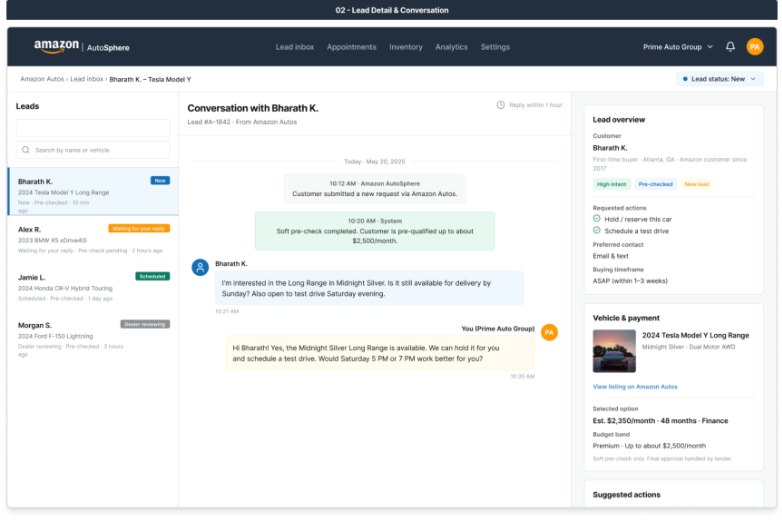 02 - Lead Detail & Conversation
amazon | AutoSphere
Lead inbox
Appointments
Inventory
Analytics
Settings
Prime Auto Group
PA
Amazon Autos › Lead inbox › Bharath K. – Tesla Model Y
Lead status: New
Leads
Search by name or vehicle
Bharath K.
New
2024 Tesla Model Y Long Range
New · Pre-checked · 10 min
ago
Alex R.
Waiting for your reply
2023 BMW X5 xDrive40i
Waiting for your reply · Pre-check pending · 2 hours ago
Jamie L.
Scheduled
2024 Honda CR-V Hybrid Touring
Scheduled · Pre-checked · 1 day ago
Morgan S.
Dealer reviewing
2024 Ford F-150 Lightning
Dealer reviewing · Pre-checked · 3 hours
ago
Conversation with Bharath K.
Lead #A-1842 · From Amazon Autos
Reply within 1 hour
Today · May 20, 2025
10:12 AM · Amazon AutoSphere
Customer submitted a new request via Amazon Autos.
10:20 AM · System
Soft pre-check completed. Customer is pre-qualified up to about
$2,500/month.
Bharath K.
I'm interested in the Long Range in Midnight Silver. Is it still available for delivery by
Sunday? Also open to test drive Saturday evening.
10:21 AM
You (Prime Auto Group)
PA
Hi Bharath! Yes, the Midnight Silver Long Range is available. We can hold it for you
and schedule a test drive. Would Saturday 5 PM or 7 PM work better for you?
10:35 AM
Lead overview
Customer
Bharath K.
First-time buyer · Atlanta, GA · Amazon customer since
2017
High intent
Pre-checked
New lead
Requested actions
Hold / reserve this car
Schedule a test drive
Preferred contact
Email & text
Buying timeframe
ASAP (within 1–3 weeks)
Vehicle & payment
2024 Tesla Model Y Long Range
Midnight Silver · Dual Motor AWD
View listing on Amazon Autos
Selected option
Est. $2,350/month · 48 months · Finance
Budget band
Premium · Up to about $2,500/month
Soft pre-check only. Final approval handled by lender.
Suggested actions